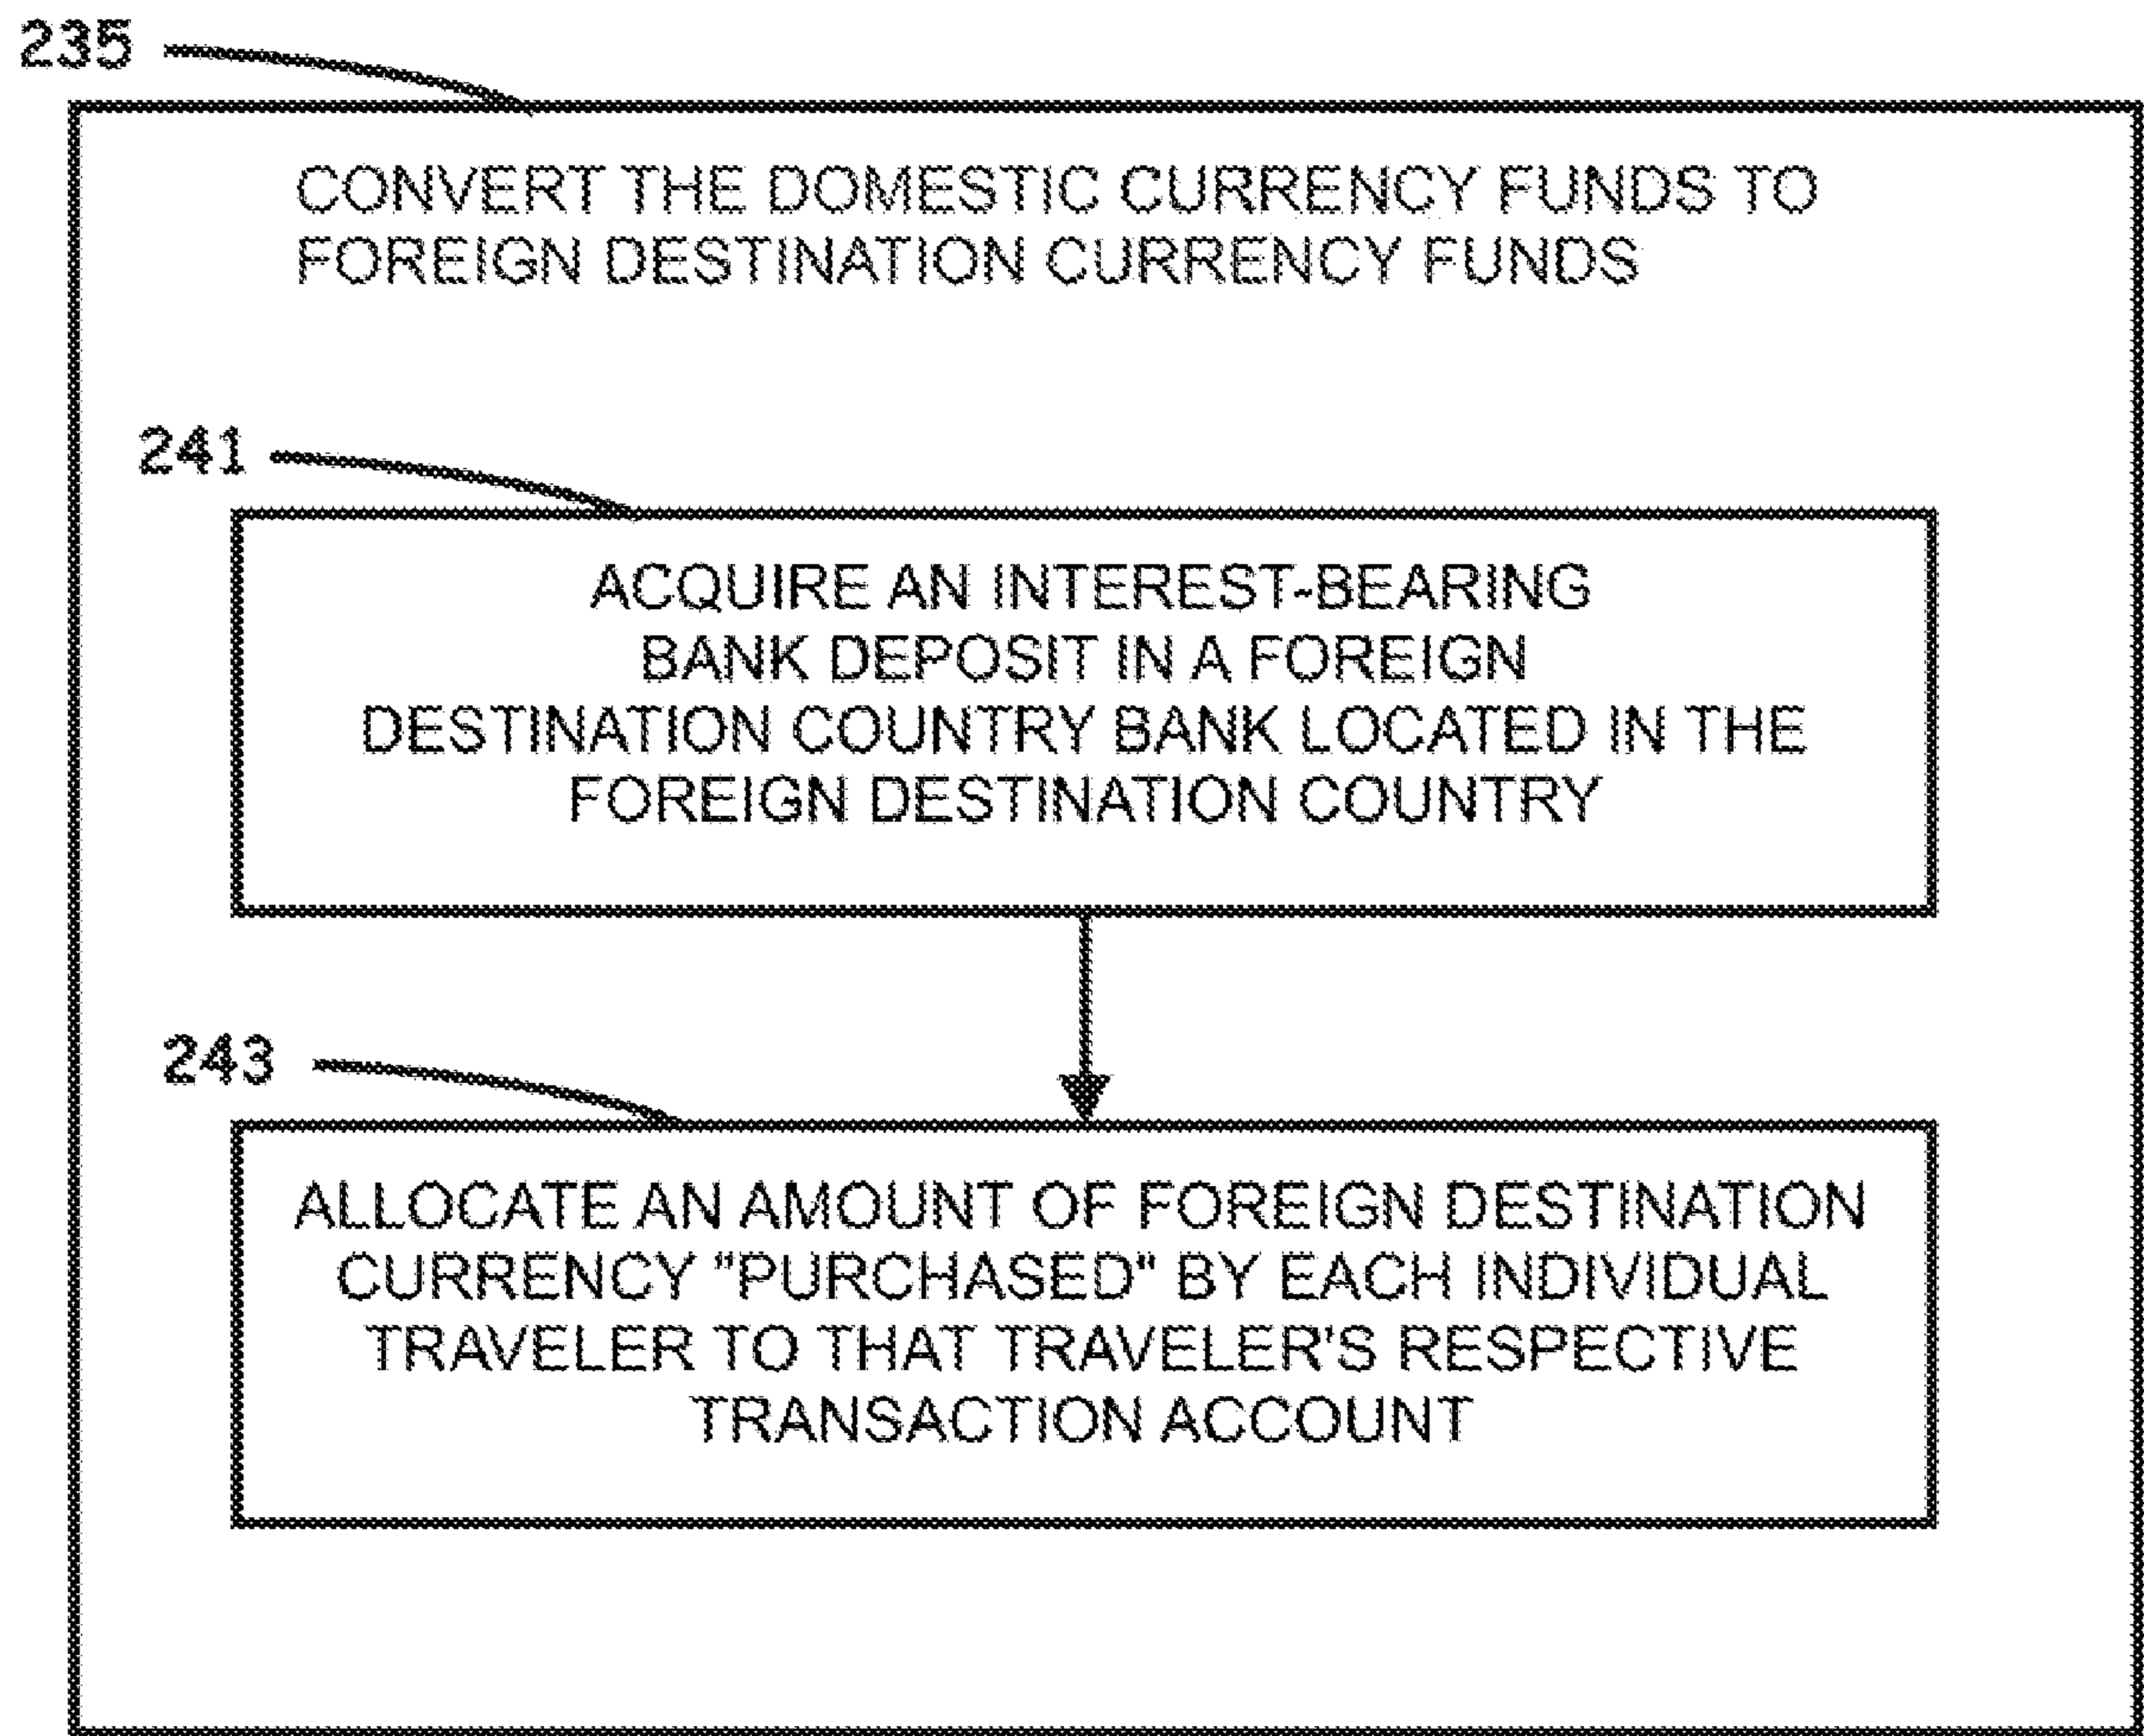 235
CONVERT THE DOMESTIC CURRENCY FUNDS TO
FOREIGN DESTINATION CURRENCY FUNDS
241
ACQUIRE AN INTEREST-BEARING
BANK DEPOSIT IN A FOREIGN
DESTINATION COUNTRY BANK LOCATED IN THE
FOREIGN DESTINATION COUNTRY
243
ALLOCATE AN AMOUNT OF FOREIGN DESTINATION
CURRENCY "PURCHASED" BY EACH INDIVIDUAL
TRAVELER TO THAT TRAVELER'S RESPECTIVE
TRANSACTION ACCOUNT